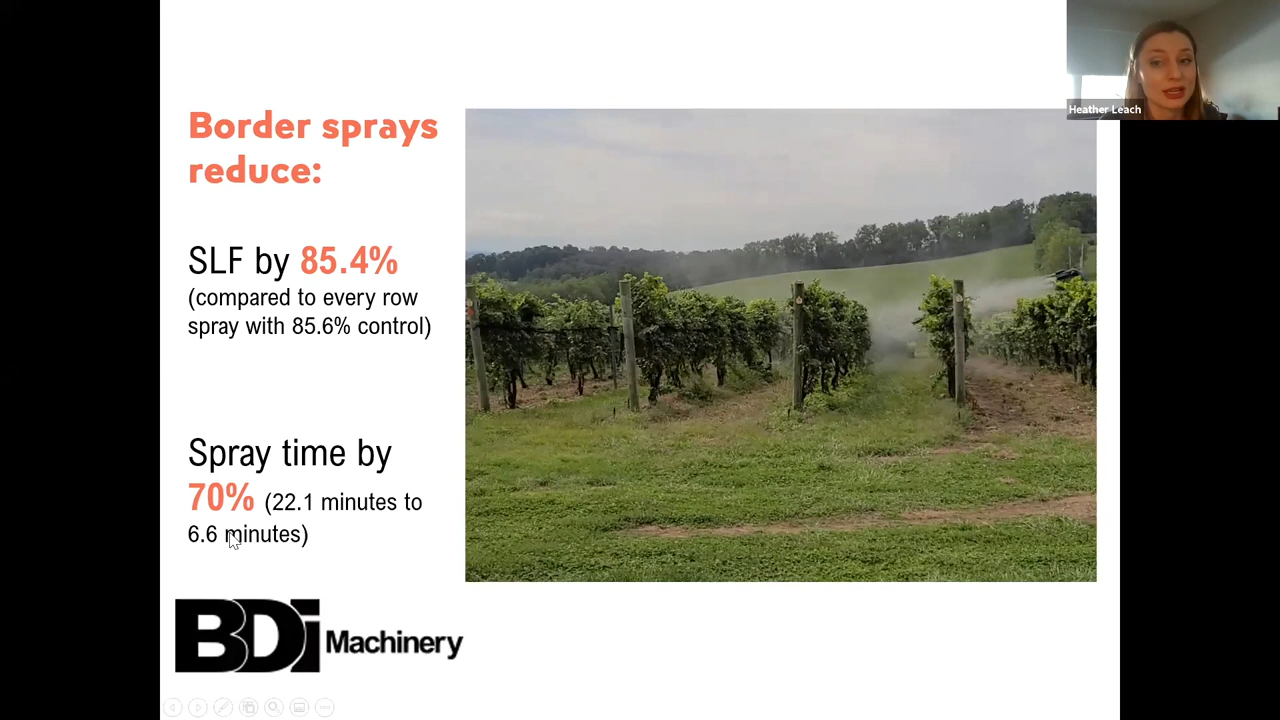 Heather Leach
Border sprays
reduce:
SLF by 85.4%
(compared to every row
spray with 85.6% control)
Spray time by
70% (22.1 minutes to
6.6 minutes)
BDi Machinery